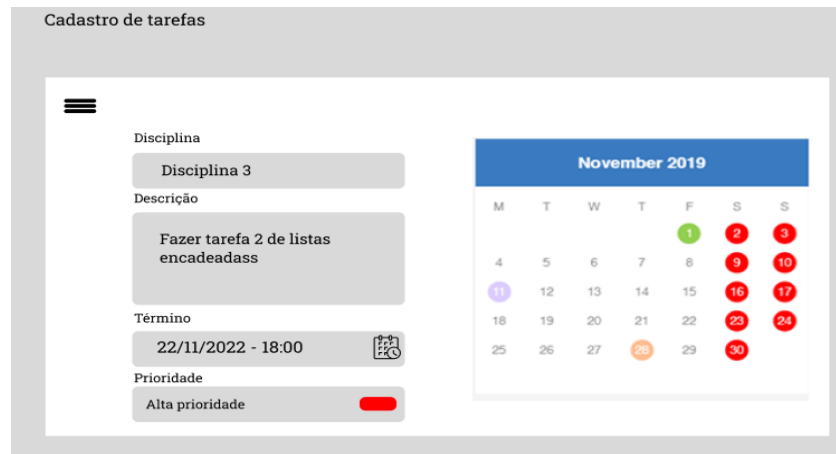 Cadastro de tarefas
Disciplina
Disciplina 3
Descrição
Fazer tarefa 2 de listas
encadeadass
Término
22/11/2022 - 18:00
Prioridade
Alta prioridade
November 2019
M T W T F S S
1 2 3
4 5 6 7 8 9 10
11 12 13 14 15 16 17
18 19 20 21 22 23 24
25 26 27 28 29 30